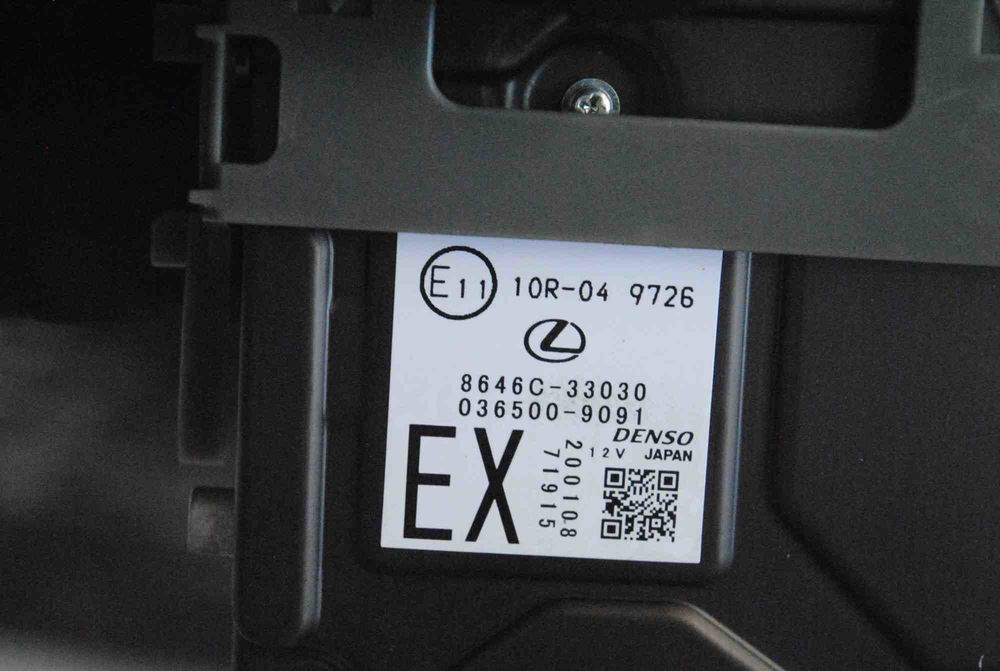 E11 10R-04 9726
8646C-33030
036500-9091
DENSO
12V JAPAN
EX
200108
71915